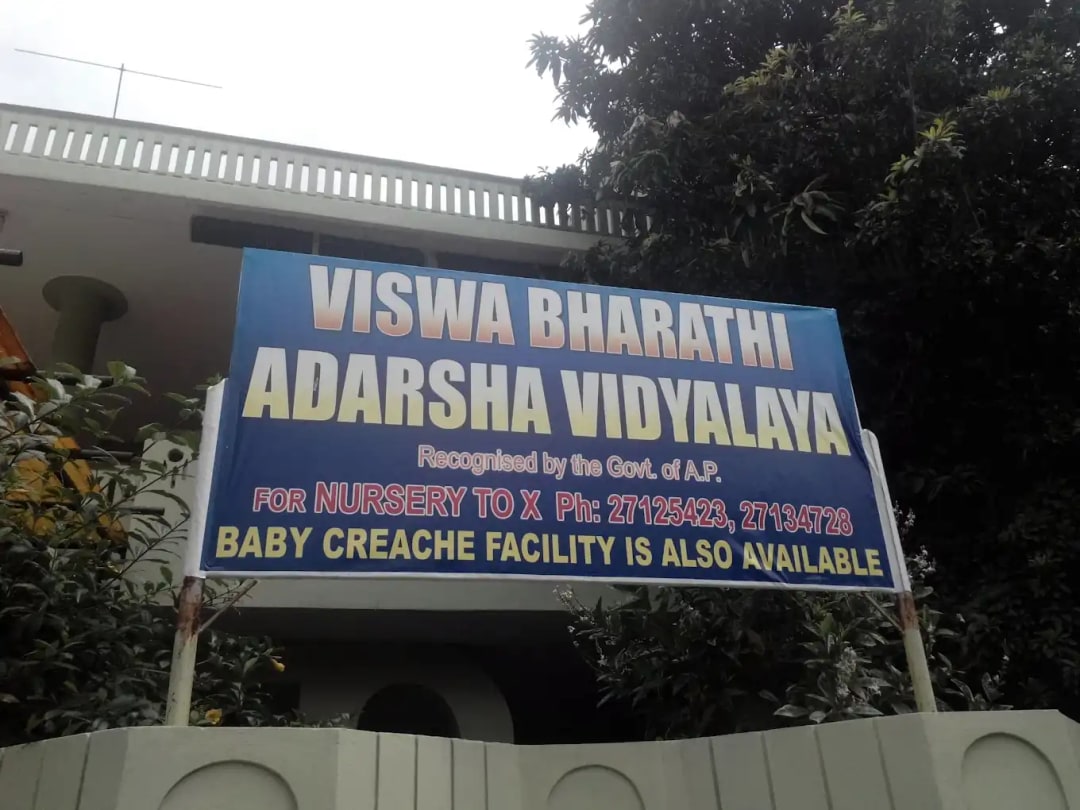 VISWA BHARATHI
ADARSHA VIDYALAYA
Recognised by the Govt. of A.P.
FOR NURSERY TO X Ph: 27125423, 27134728
BABY CREACHE FACILITY IS ALSO AVAILABLE